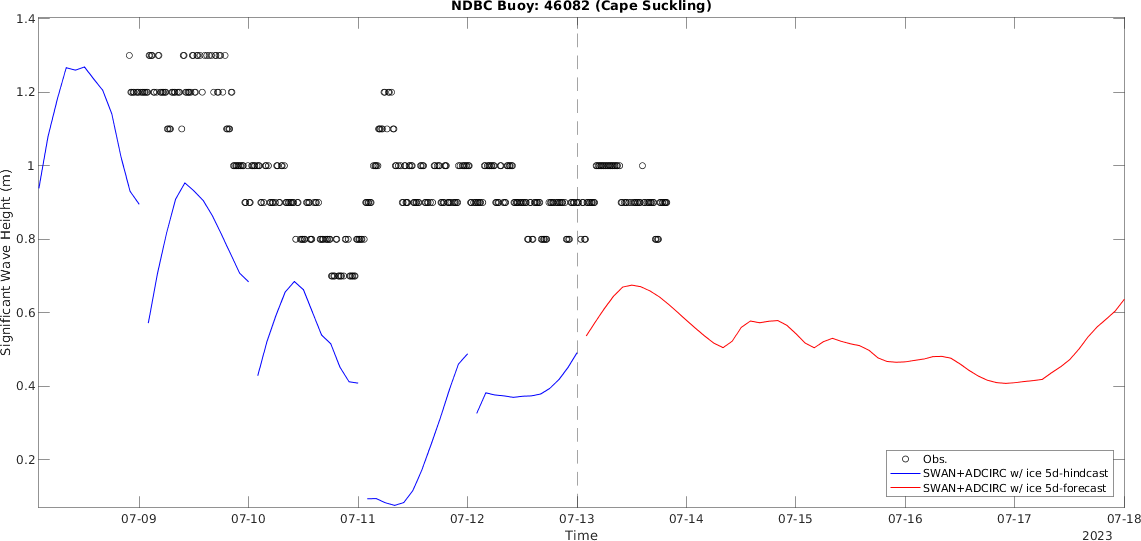 NDBC Buoy: 46082 (Cape Suckling)
1.4
1.2
1
0.8
0.6
0.4
0.2
Significant Wave Height (m)
Obs.
SWAN+ADCIRC w/ ice 5d-hindcast
SWAN+ADCIRC w/ ice 5d-forecast
07-09 07-10 07-11 07-12 07-13 07-14 07-15 07-16 07-17 07-18
Time
2023